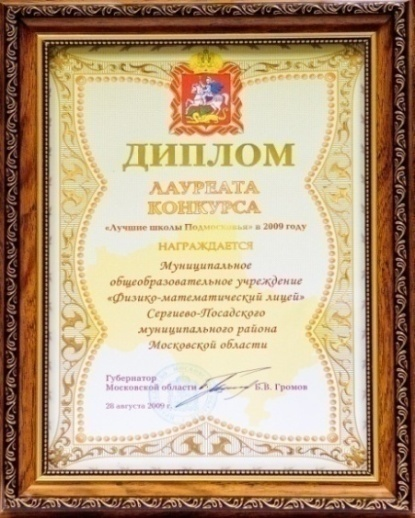 ДИПЛОМ
ЛАУРЕАТА
КОНКУРСА
«Лучшие школы Подмосковья» в 2009 году
НАГРАЖДАЕТСЯ
Муниципальное
общеобразовательное учреждение
«Физико-математический лицей»
Сергиево-Посадского
муниципального района
Московской области
Губернатор
Московской области Б.В. Громов
28 августа 2009 г.